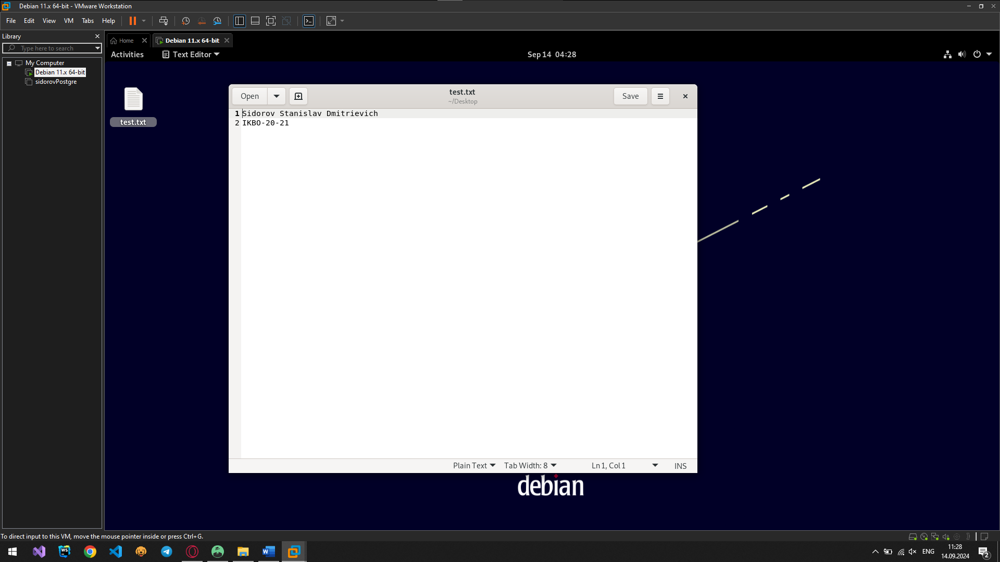 Debian 11.x 64-bit - VMware Workstation
File Edit View VM Tabs Help
Library
Type here to search
My Computer
Debian 11.x 64-bit
sidorovPostgre
Home
Debian 11.x 64-bit
Activities
Text Editor
Sep 14 04:28
test.txt
Open
test.txt
~/Desktop
Save
1 Sidorov Stanislav Dmitrievich
2 IKBO-20-21
Plain Text
Tab Width: 8
Ln 1, Col 1
INS
debian
To direct input to this VM, move the mouse pointer inside or press Ctrl+G.
WS
W
ENG
11:28
14.09.2024
2